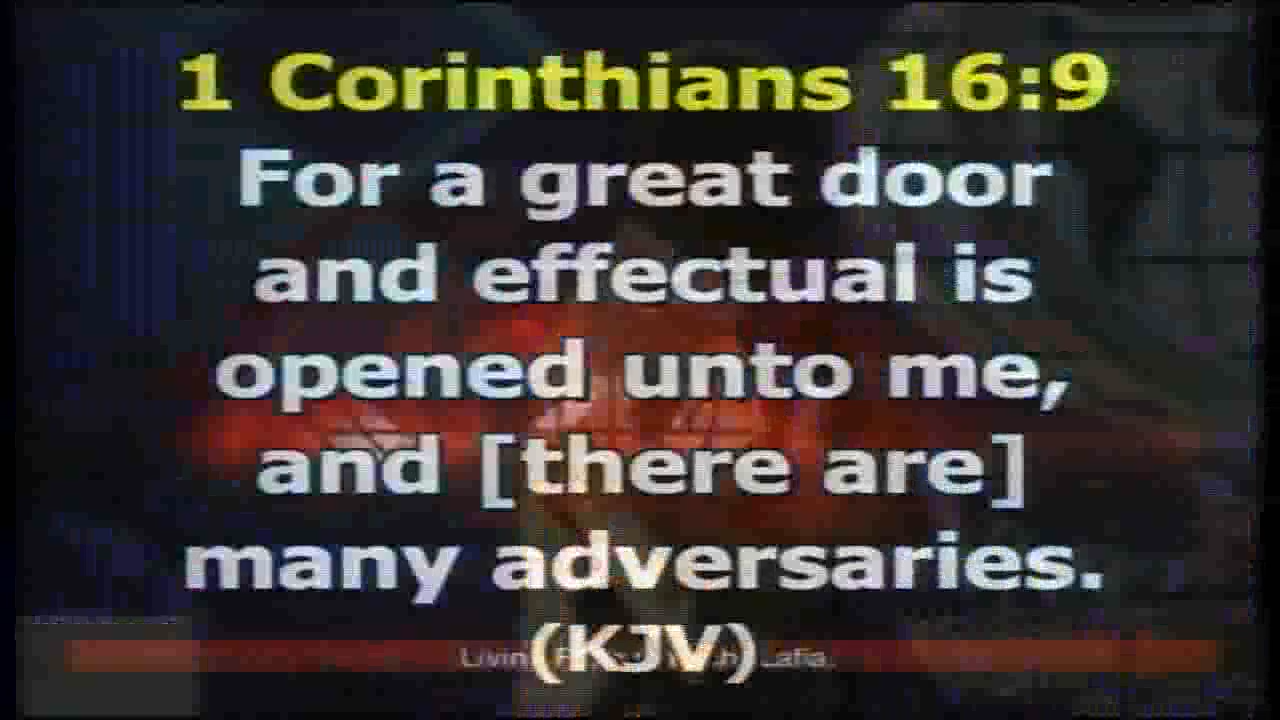 1 Corinthians 16:9
For a great door
and effectual is
opened unto me,
and [there are]
many adversaries.
(KJV)
Lafia.